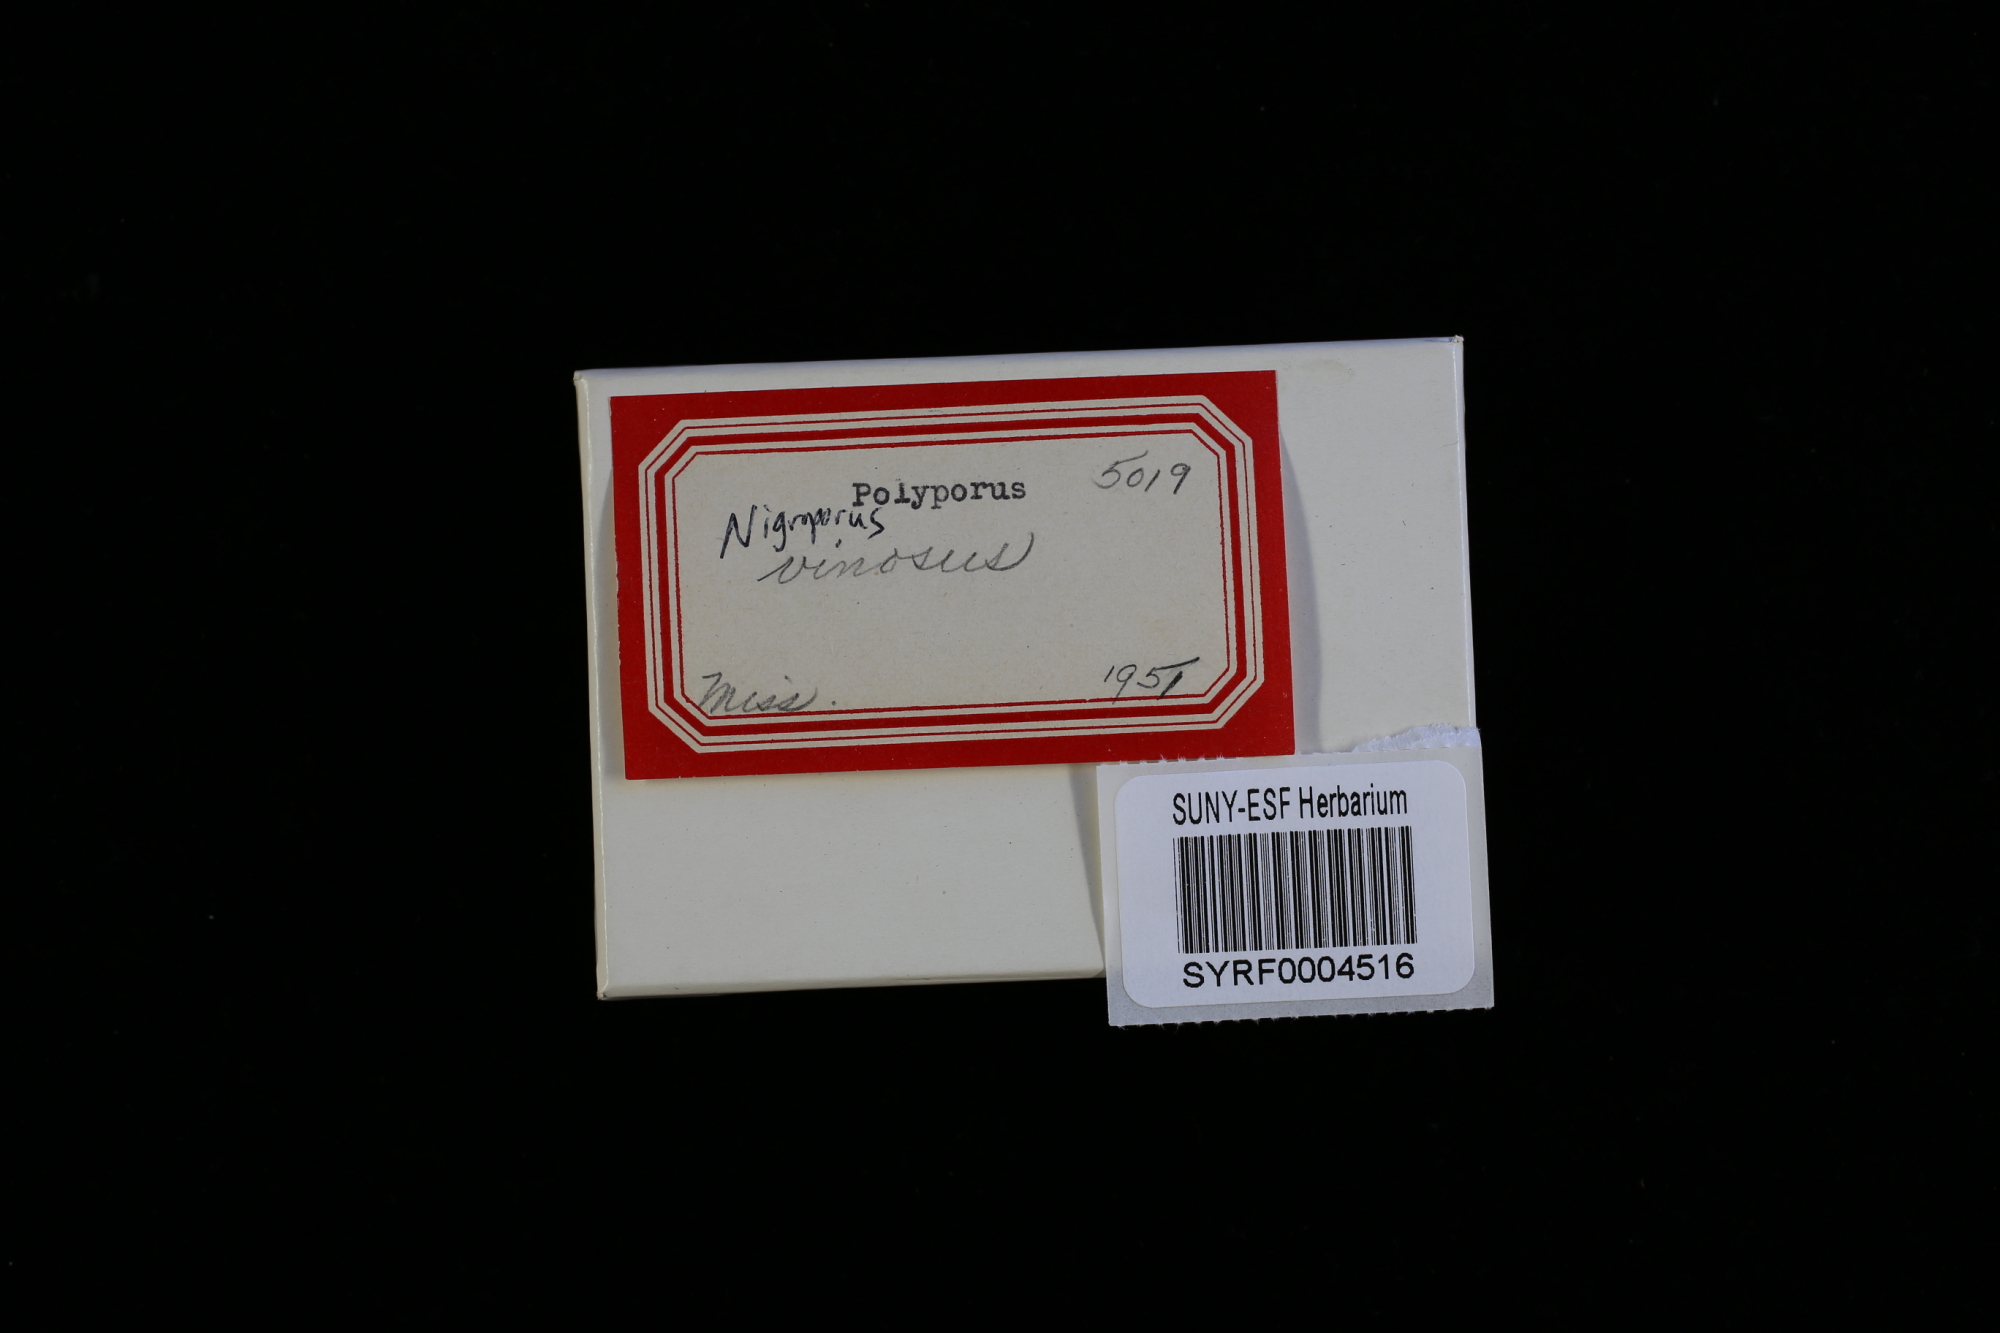 Polyporus 5019
Nigroporus
vinosus
Miss. 1951
SUNY-ESF Herbarium
SYRF0004516